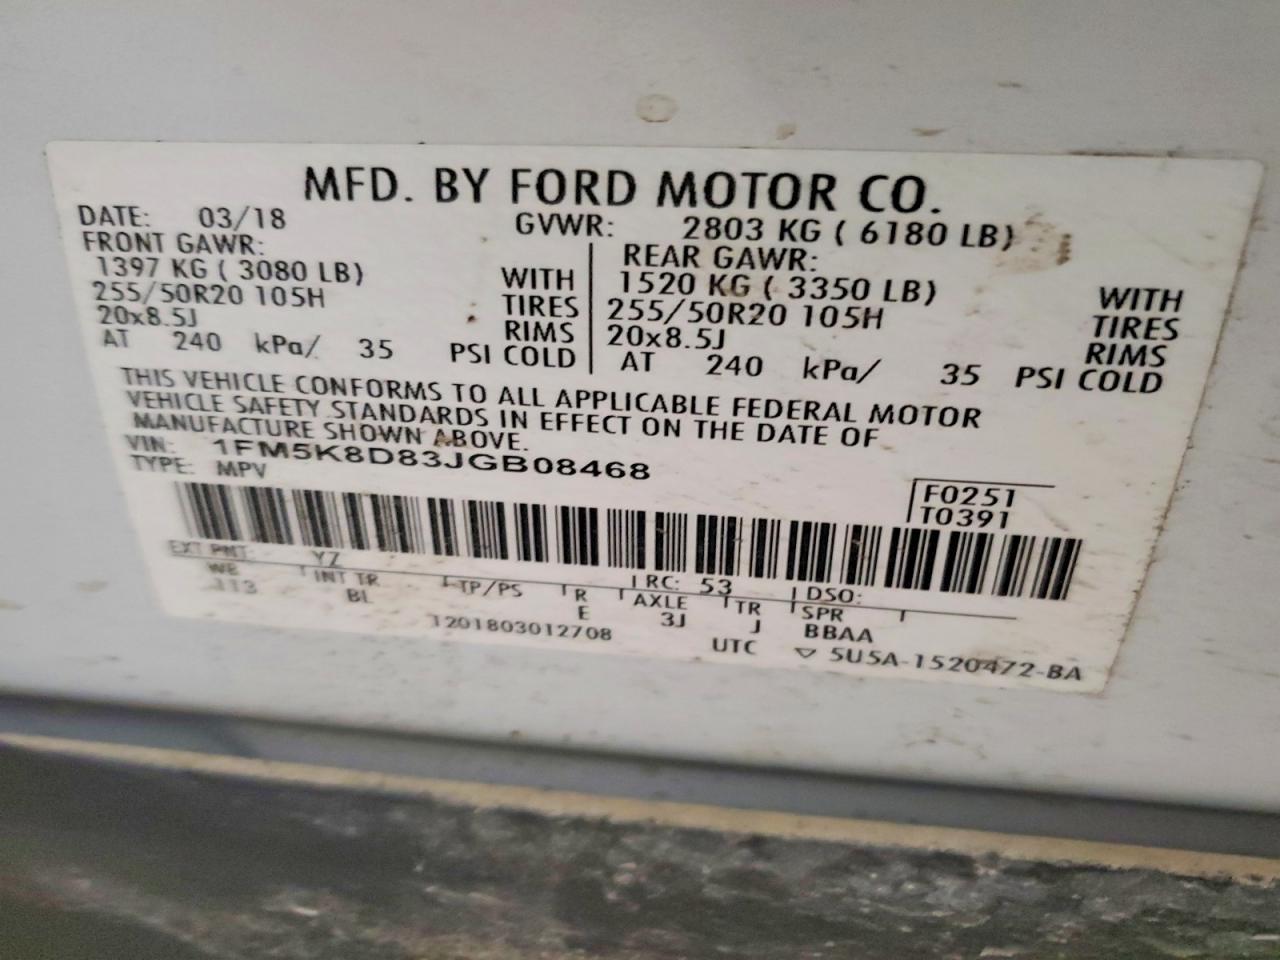 MFD. BY FORD MOTOR CO.
DATE: 03/18 GVWR: 2803 KG ( 6180 LB)
FRONT GAWR: REAR GAWR:
1397 KG ( 3080 LB) WITH 1520 KG ( 3350 LB) WITH
255/50R20 105H TIRES 255/50R20 105H TIRES
20x8.5J RIMS 20x8.5J RIMS
AT 240 kPa/ 35 PSI COLD AT 240 kPa/ 35 PSI COLD
THIS VEHICLE CONFORMS TO ALL APPLICABLE FEDERAL MOTOR
VEHICLE SAFETY STANDARDS IN EFFECT ON THE DATE OF
MANUFACTURE SHOWN ABOVE.
VIN: 1FM5K8D83JGB08468
TYPE: MPV
F0251
T0391
EXT PNT: YZ RC: 53 DSO:
WB INT TR TP/PS R AXLE TR SPR
113 BL E 3J J BBAA
T201803012708 UTC ▽ 5U5A-1520472-BA